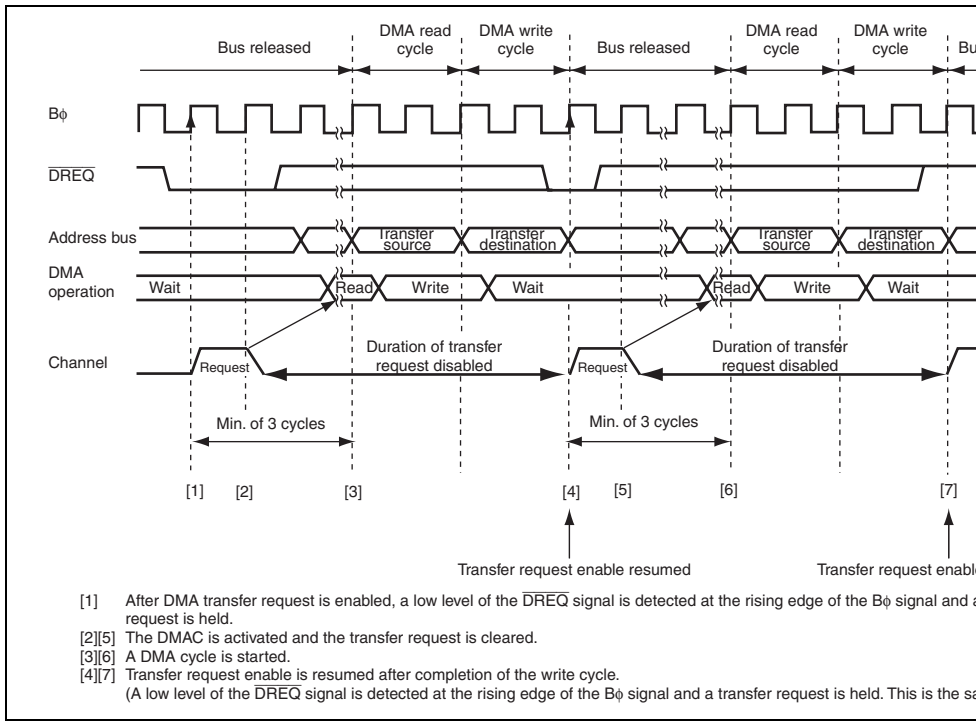 Bus released
DMA read cycle
DMA write cycle
Bus released
DMA read cycle
DMA write cycle
Bu
Bϕ
DREQ
Address bus
Transfer source
Transfer destination
Transfer source
Transfer destination
DMA operation
Wait
Read
Write
Wait
Read
Write
Wait
Channel
Request
Duration of transfer request disabled
Request
Duration of transfer request disabled
Min. of 3 cycles
Min. of 3 cycles
[1]
[2]
[3]
[4]
[5]
[6]
[7]
Transfer request enable resumed
Transfer request enable
[1] After DMA transfer request is enabled, a low level of the DREQ signal is detected at the rising edge of the Bϕ signal and a
request is held.
[2][5] The DMAC is activated and the transfer request is cleared.
[3][6] A DMA cycle is started.
[4][7] Transfer request enable is resumed after completion of the write cycle.
(A low level of the DREQ signal is detected at the rising edge of the Bϕ signal and a transfer request is held. This is the sa